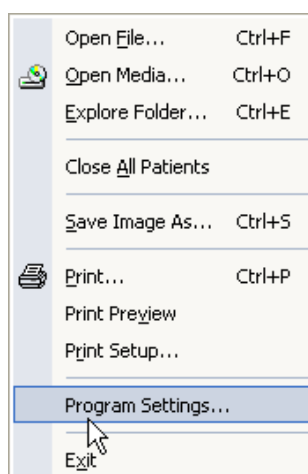 Open File... Ctrl+F
Open Media... Ctrl+O
Explore Folder... Ctrl+E
Close All Patients
Save Image As... Ctrl+S
Print... Ctrl+P
Print Preview
Print Setup...
Program Settings...
Exit